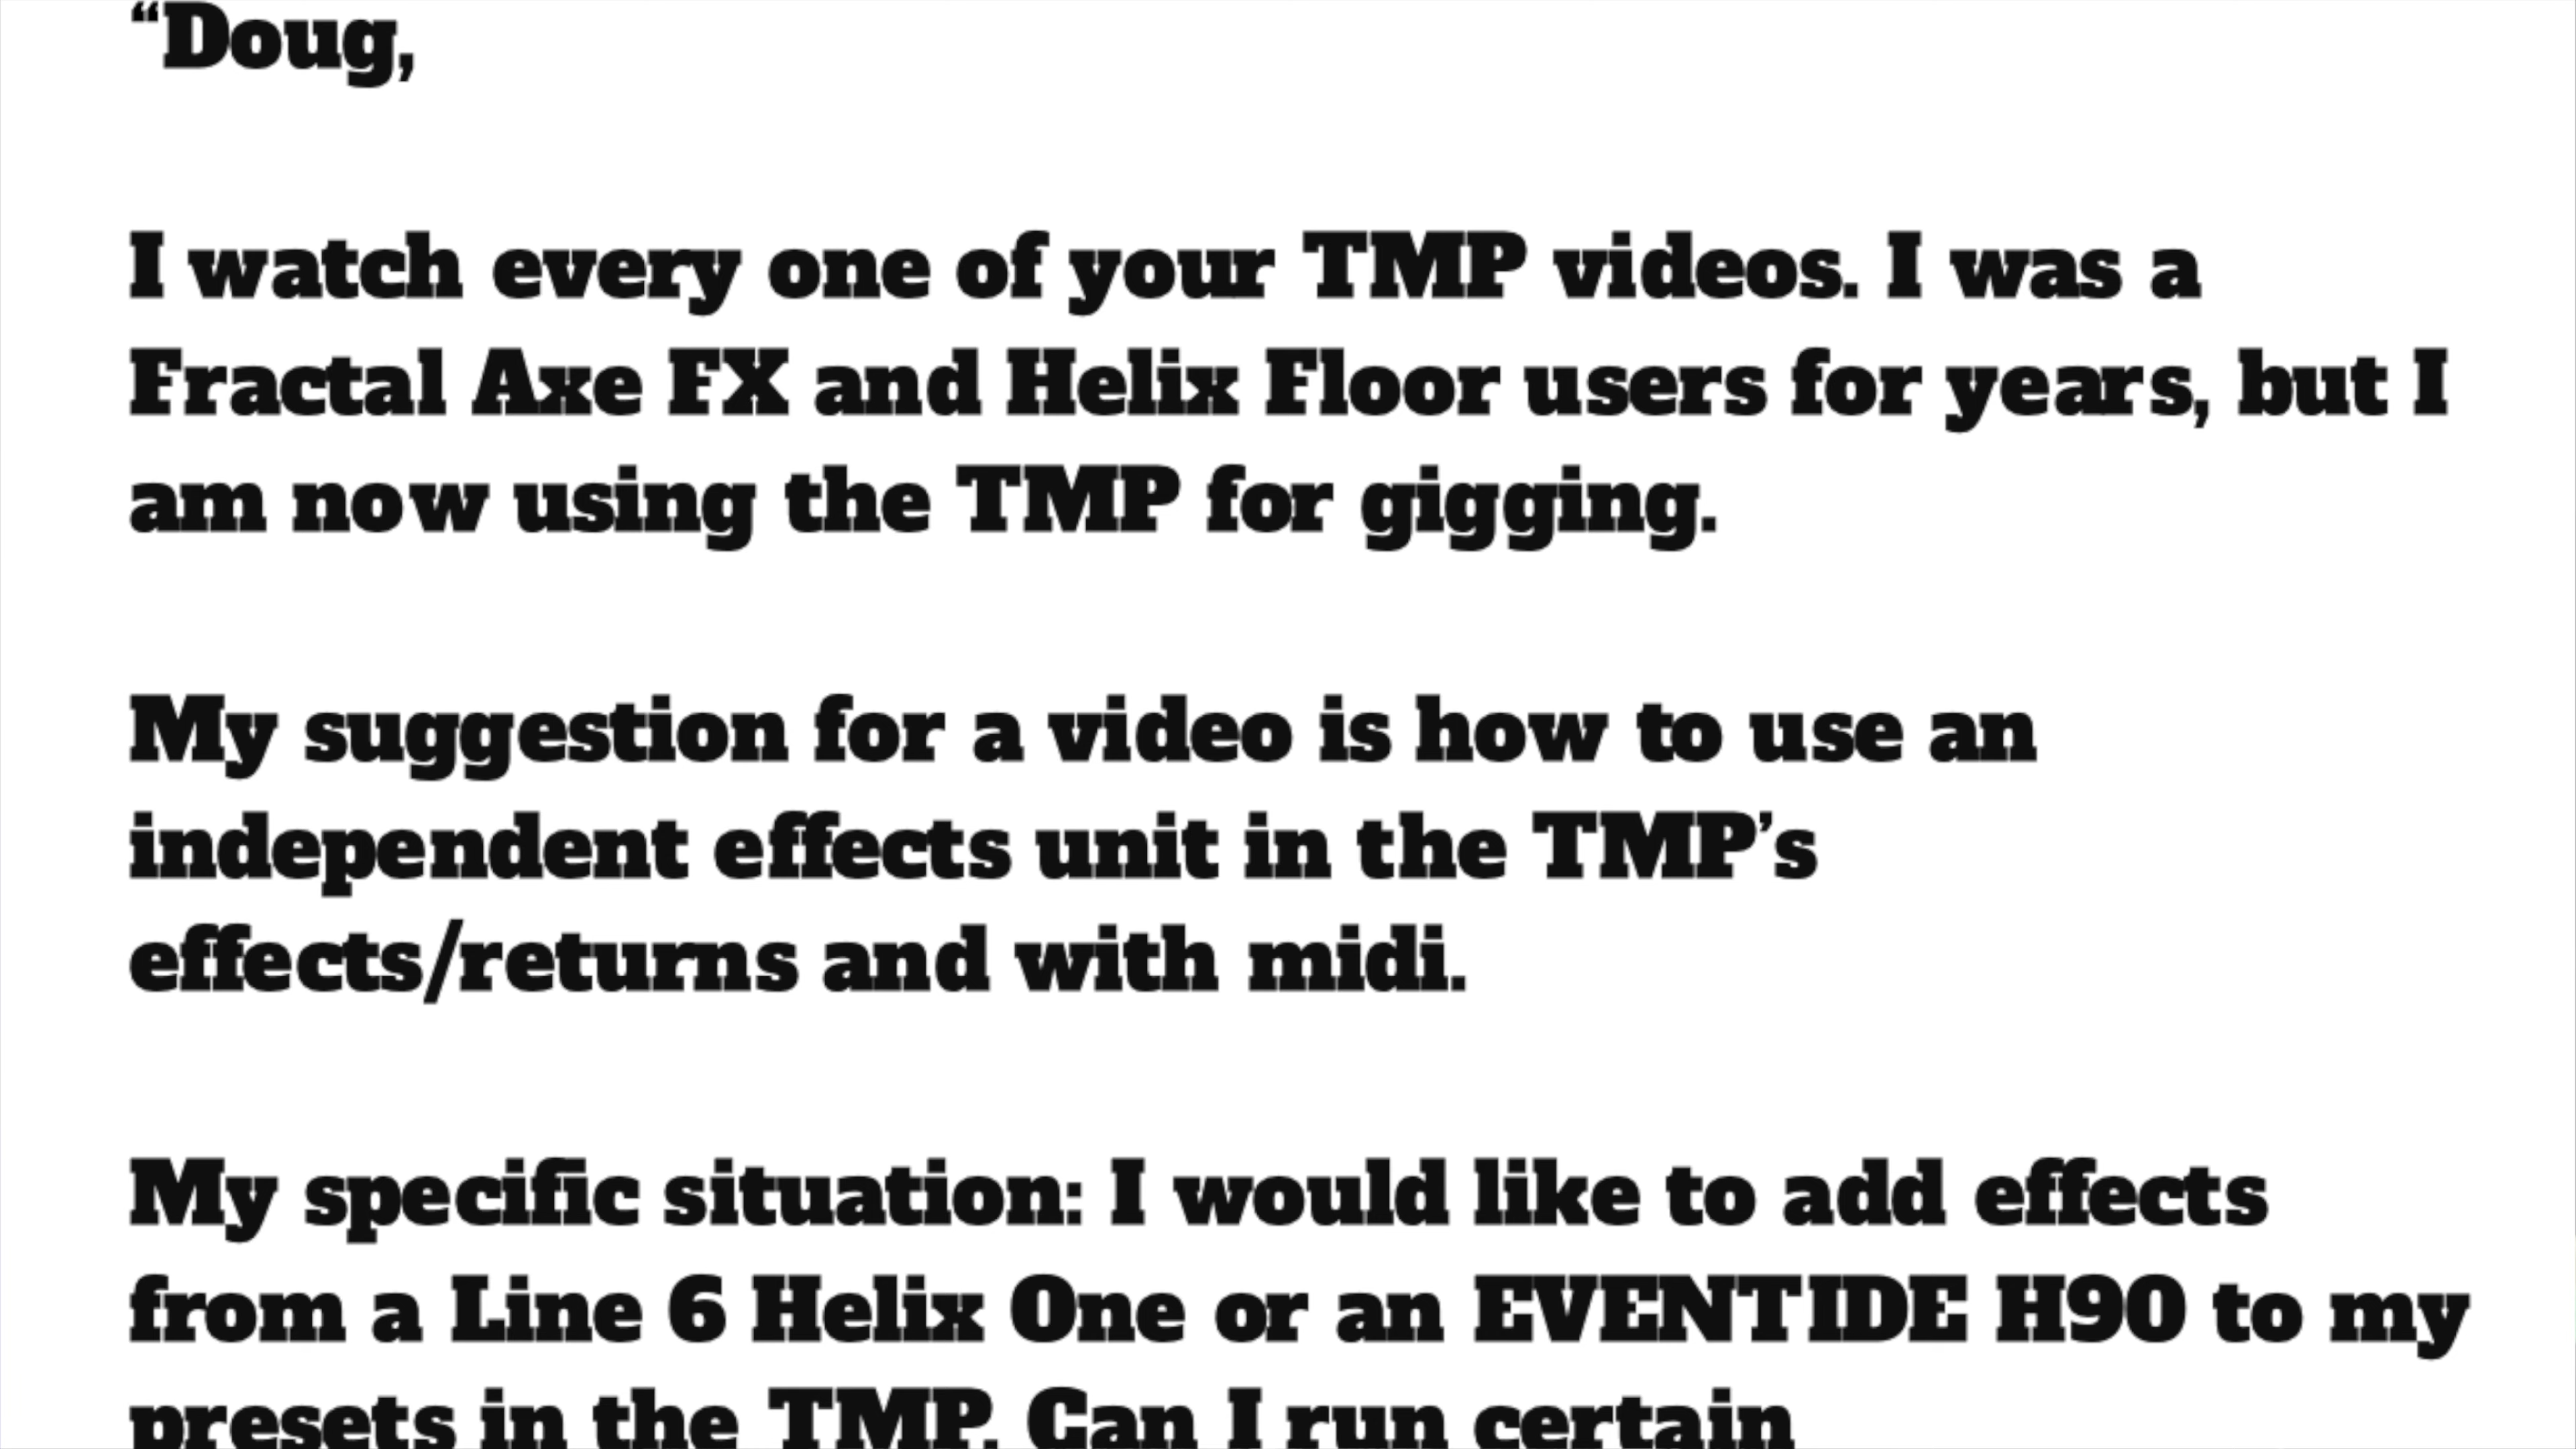 “Doug,
I watch every one of your TMP videos. I was a
Fractal Axe FX and Helix Floor users for years, but I
am now using the TMP for gigging.
My suggestion for a video is how to use an
independent effects unit in the TMP’s
effects/returns and with midi.
My specific situation: I would like to add effects
from a Line 6 Helix One or an EVENTIDE H90 to my
presets in the TMP. Can I run certain